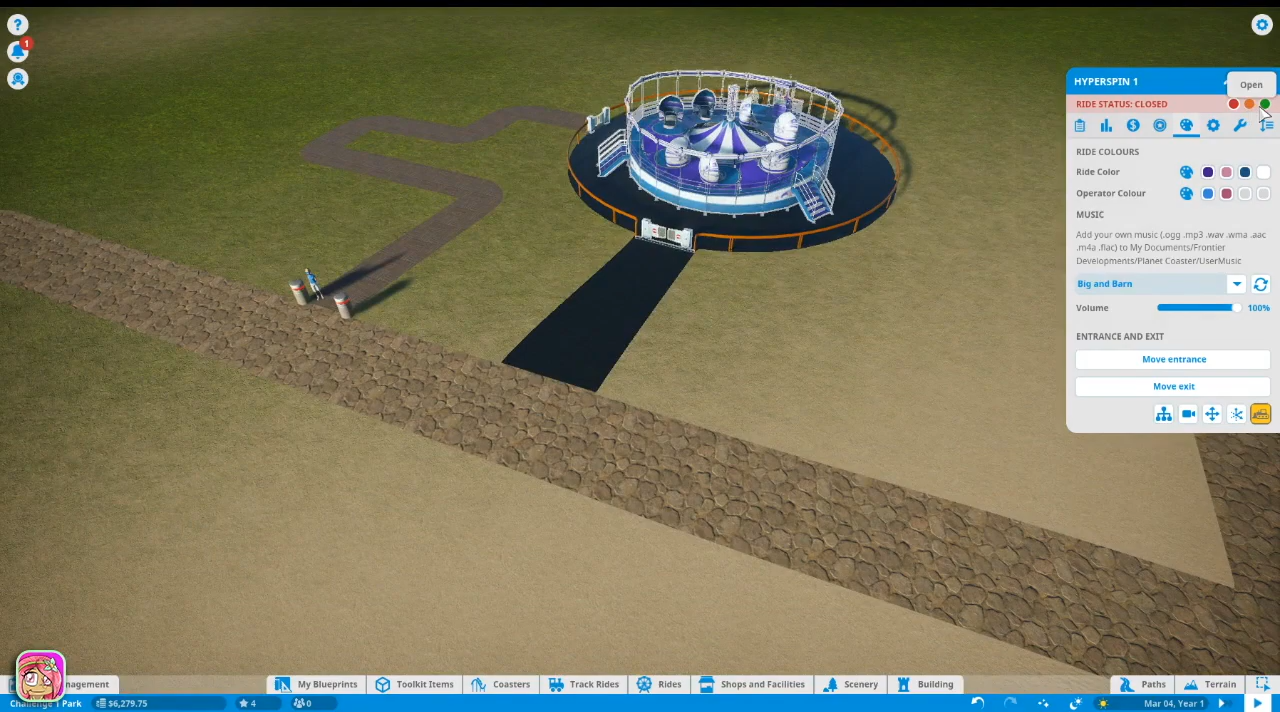 ?
1
HYPERSPIN 1
Open
RIDE STATUS: CLOSED
RIDE COLOURS
Ride Color
Operator Colour
MUSIC
Add your own music (.ogg .mp3 .wav .wma .aac
.m4a .flac) to My Documents/Frontier
Developments/Planet Coaster/UserMusic
Big and Barn
Volume 100%
ENTRANCE AND EXIT
Move entrance
Move exit
nagement My Blueprints Toolkit Items Coasters Track Rides Rides Shops and Facilities Scenery Building Paths Terrain
Challenge 1 Park $6,279.75 4 0 Mar 04, Year 1